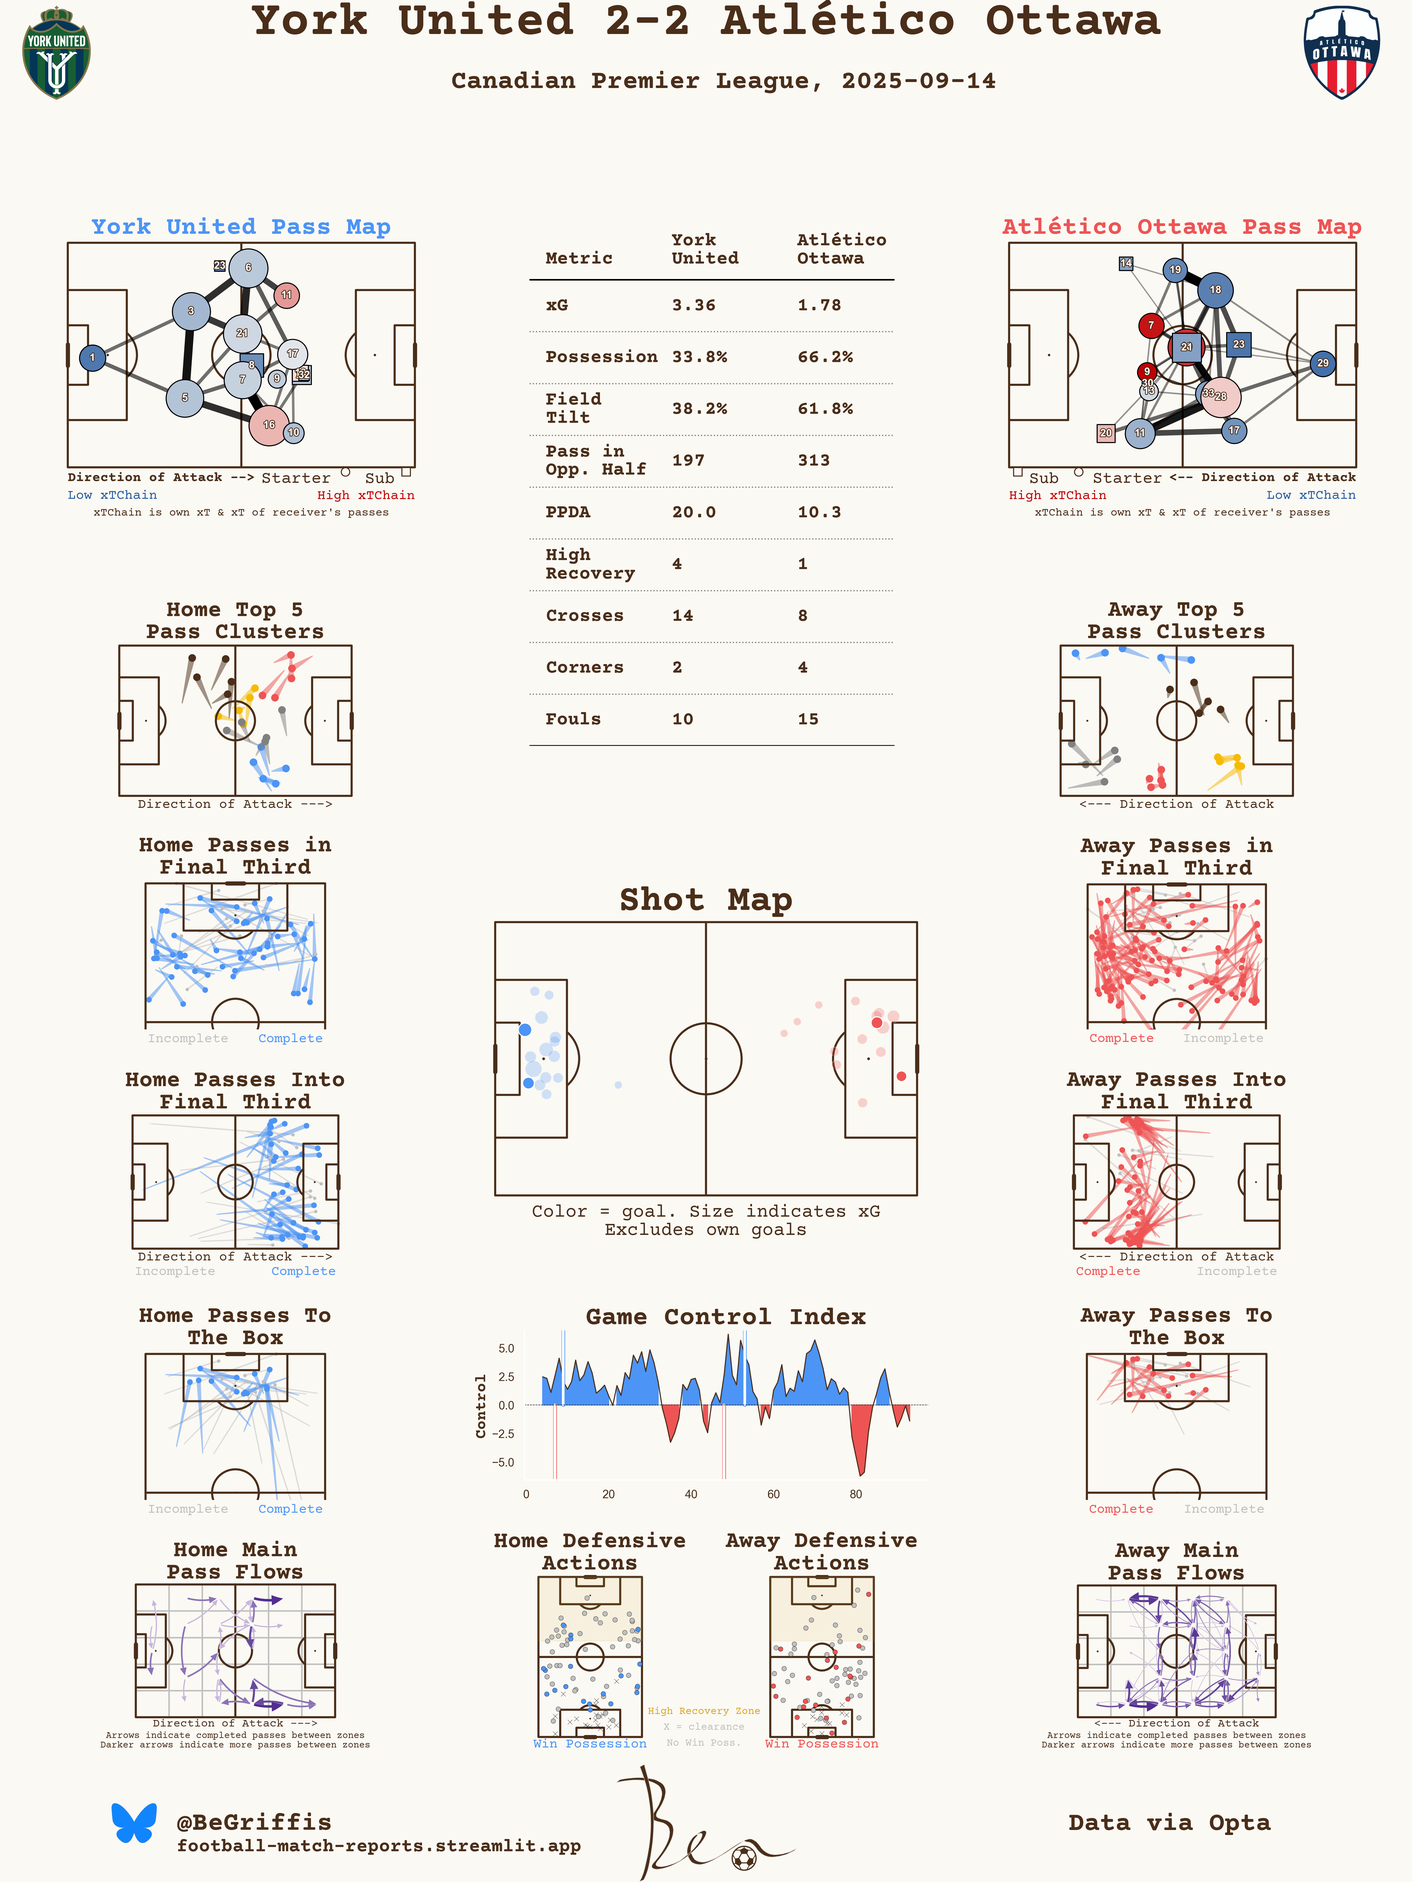 York United 2-2 Atlético Ottawa
Canadian Premier League, 2025-09-14
YORK UNITED
ATLÉTICO
OTTAWA
York United Pass Map
23
6
11
3
21
17
1
8
7
9
32
5
16
10
Direction of Attack --> Starter Sub
Low xTChain High xTChain
xTChain is own xT & xT of receiver's passes
Metric York United Atlético Ottawa
xG 3.36 1.78
Possession 33.8% 66.2%
Field Tilt 38.2% 61.8%
Pass in Opp. Half 197 313
PPDA 20.0 10.3
High Recovery 4 1
Crosses 14 8
Corners 2 4
Fouls 10 15
Atlético Ottawa Pass Map
14
19
18
7
21
23
29
9
30
13
33
28
20
11
17
Sub Starter <-- Direction of Attack
High xTChain Low xTChain
xTChain is own xT & xT of receiver's passes
Home Top 5
Pass Clusters
Direction of Attack --->
Away Top 5
Pass Clusters
<--- Direction of Attack
Home Passes in
Final Third
Incomplete Complete
Away Passes in
Final Third
Complete Incomplete
Shot Map
Color = goal. Size indicates xG
Excludes own goals
Home Passes Into
Final Third
Direction of Attack --->
Incomplete Complete
Away Passes Into
Final Third
<--- Direction of Attack
Complete Incomplete
Home Passes To
The Box
Incomplete Complete
Game Control Index
Control
5.0
2.5
0.0
−2.5
−5.0
0 20 40 60 80
Away Passes To
The Box
Complete Incomplete
Home Main
Pass Flows
Direction of Attack --->
Arrows indicate completed passes between zones
Darker arrows indicate more passes between zones
Home Defensive
Actions
Win Possession
Away Defensive
Actions
Win Possession
High Recovery Zone
X = clearance
No Win Poss.
Away Main
Pass Flows
<--- Direction of Attack
Arrows indicate completed passes between zones
Darker arrows indicate more passes between zones
@BeGriffis
football-match-reports.streamlit.app
Ben
Data via Opta